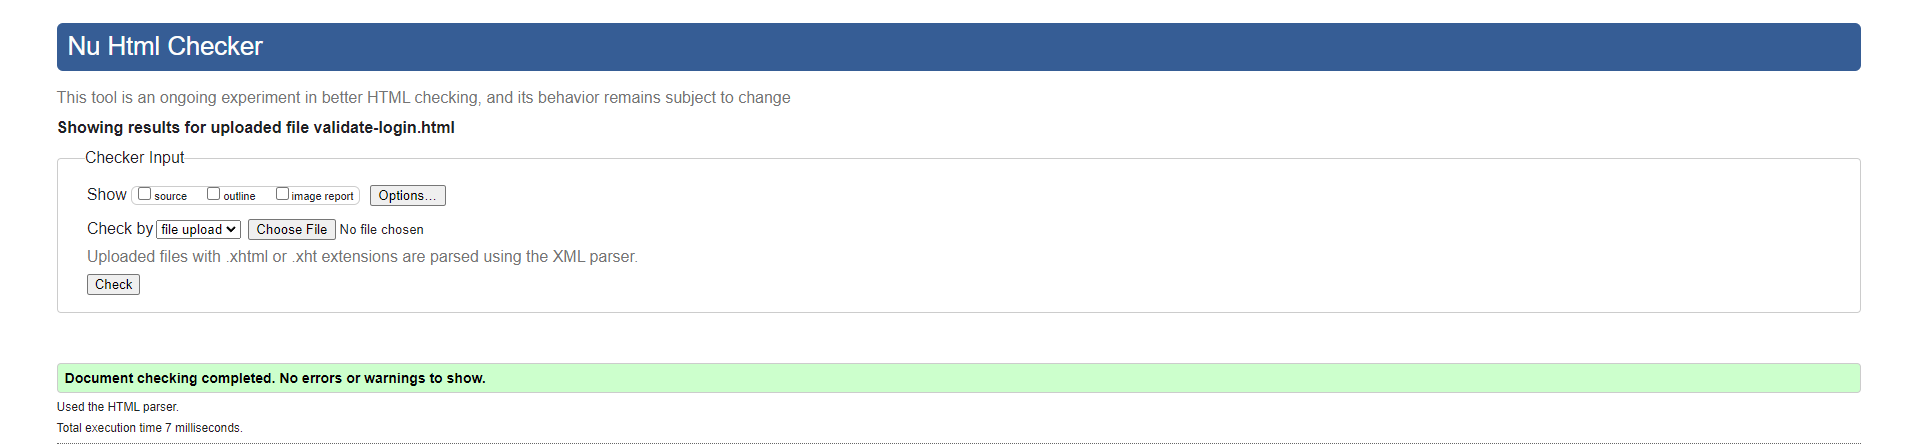 Nu Html Checker
This tool is an ongoing experiment in better HTML checking, and its behavior remains subject to change
Showing results for uploaded file validate-login.html
Checker Input
Show source outline image report Options...
Check by file upload Choose File No file chosen
Uploaded files with .xhtml or .xht extensions are parsed using the XML parser.
Check
Document checking completed. No errors or warnings to show.
Used the HTML parser.
Total execution time 7 milliseconds.